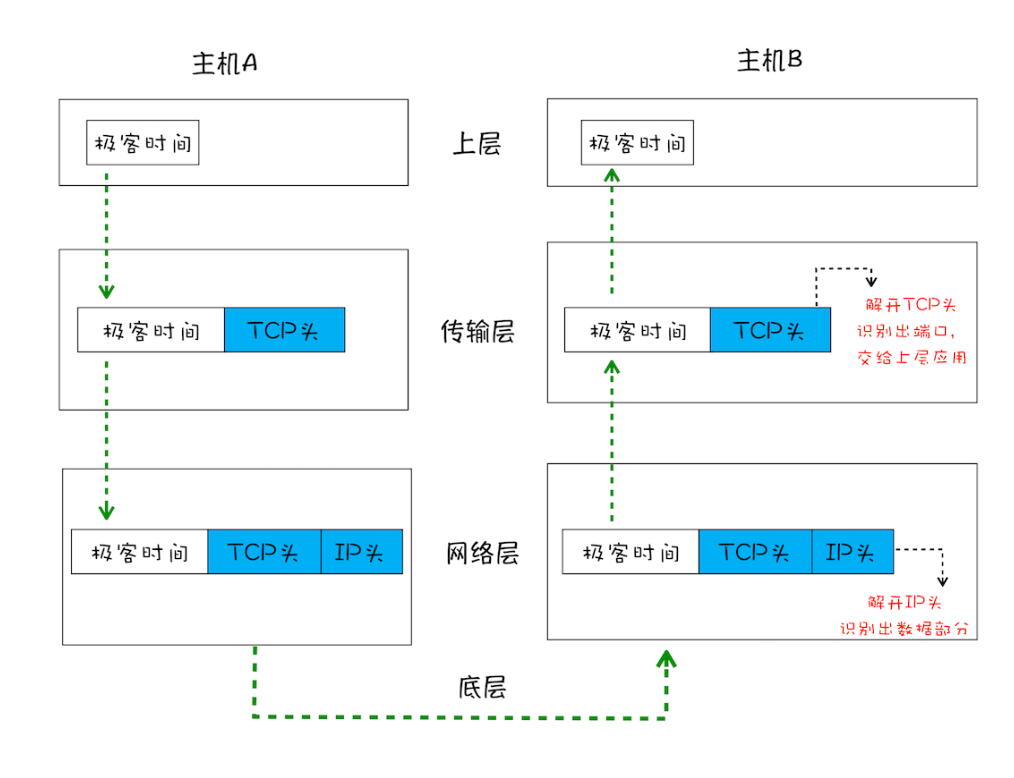 主机A
主机B
极客时间
上层
极客时间
极客时间
TCP头
传输层
极客时间
TCP头
解开TCP头
识别出端口，
交给上层应用
极客时间
TCP头
IP头
网络层
极客时间
TCP头
IP头
解开IP头
识别出数据部分
底层